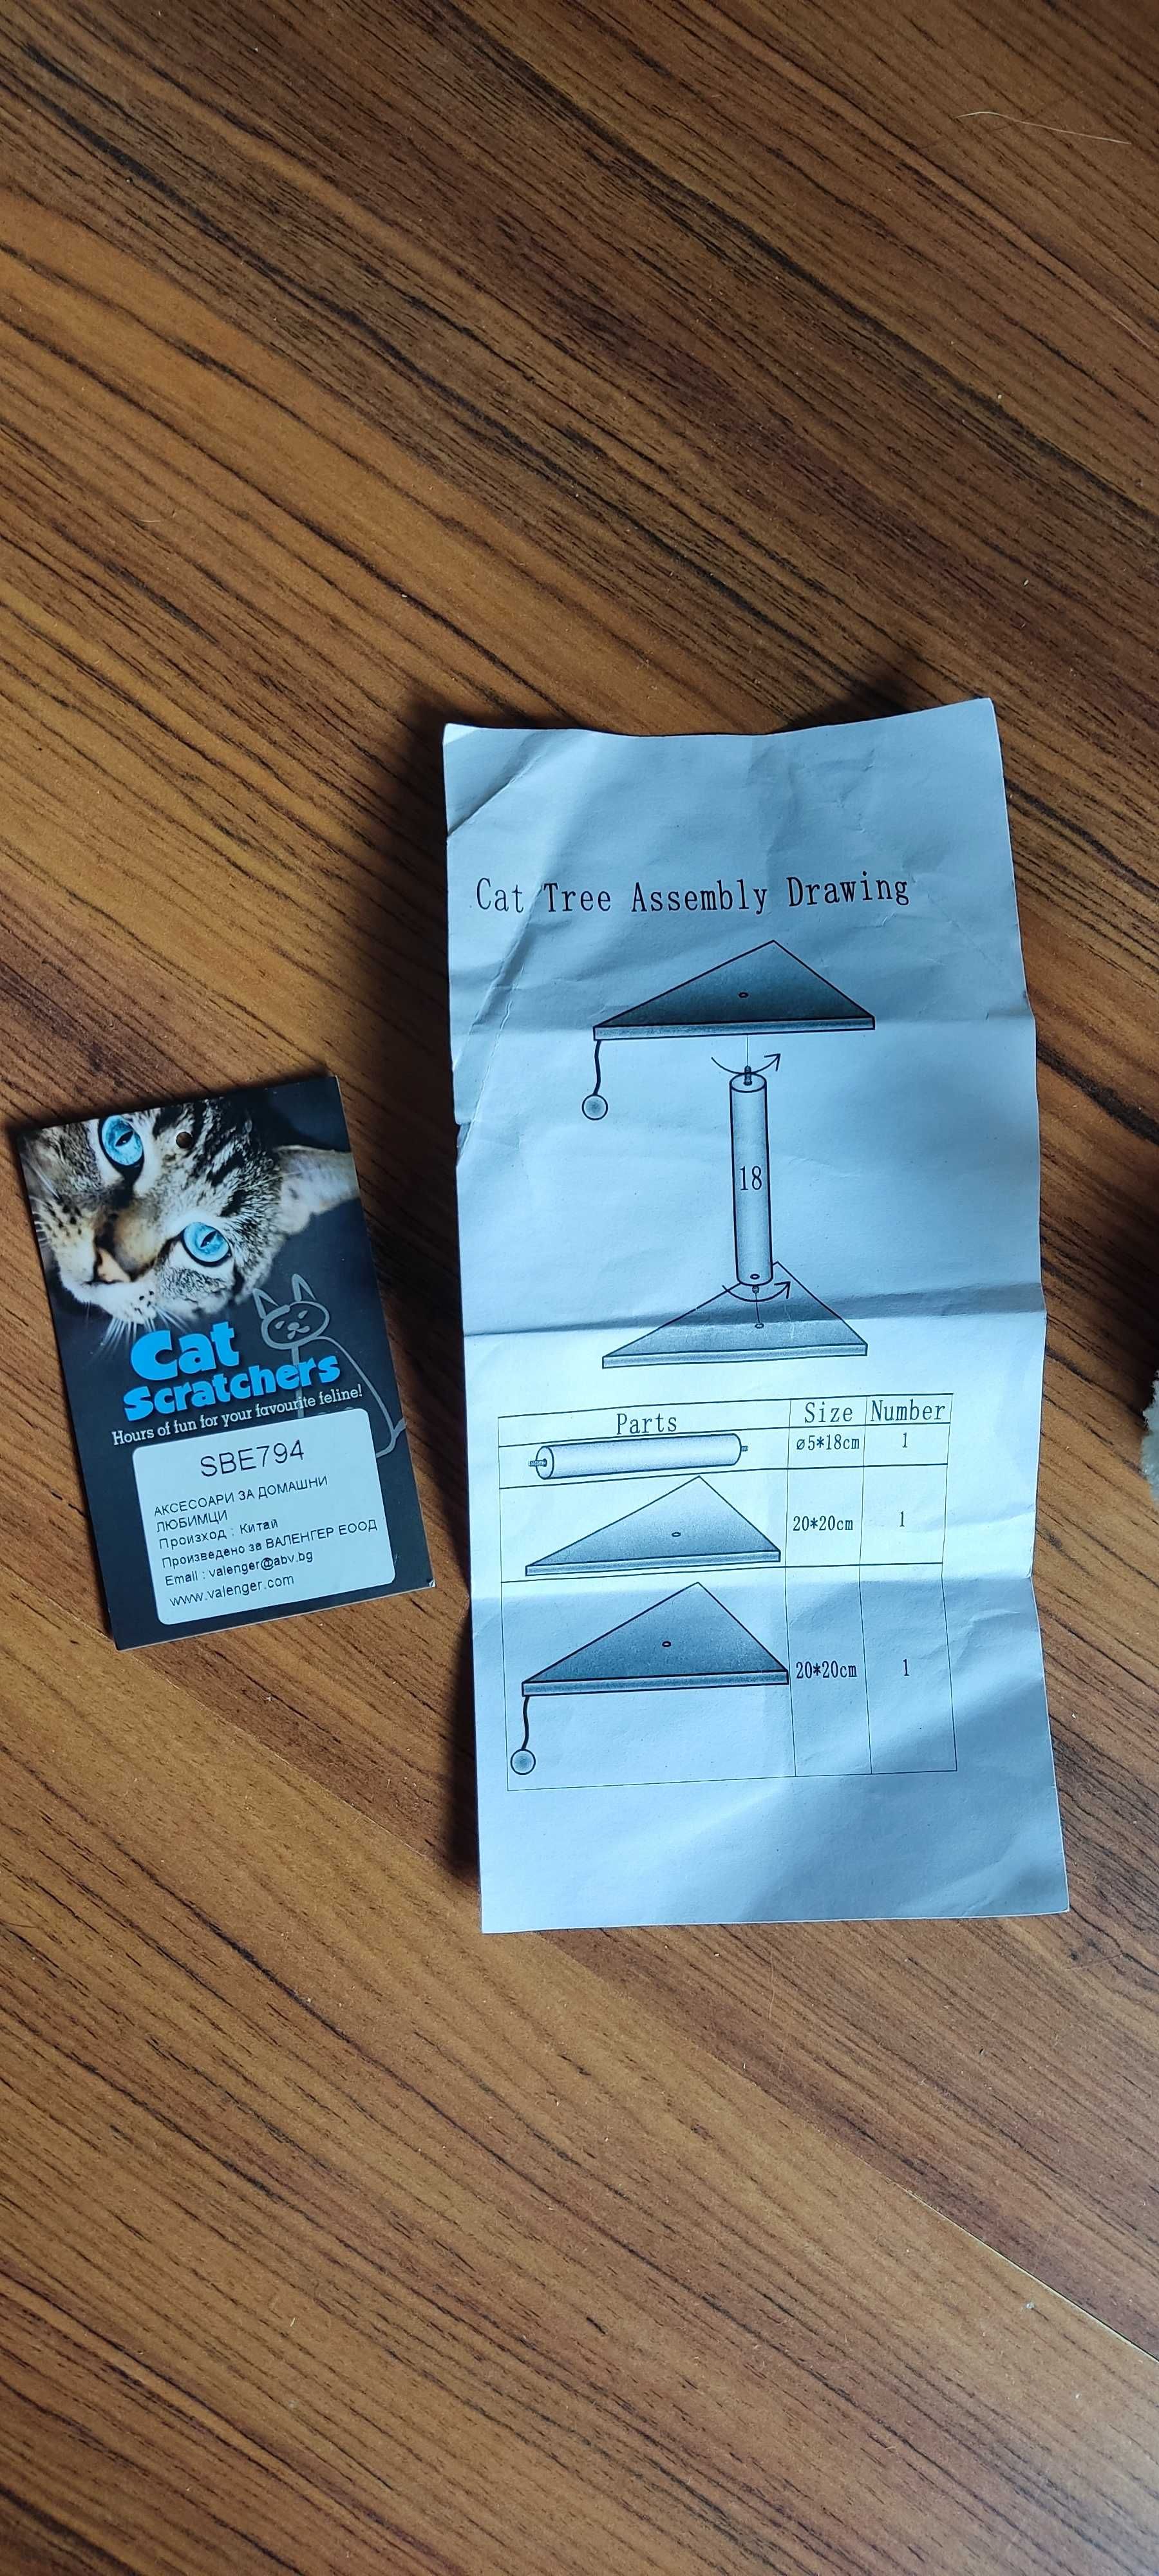 Cat
Scratchers
Hours of fun for your favourite feline!
SBE794
АКСЕСОАРИ ЗА ДОМАШНИ
ЛЮБИМЦИ
Произход : Китай
Произведено за ВАЛЕНГЕР ЕООД
Email : valenger@abv.bg
www.valenger.com
Cat Tree Assembly Drawing
18
Parts Size Number
ø5*18cm 1
20*20cm 1
20*20cm 1